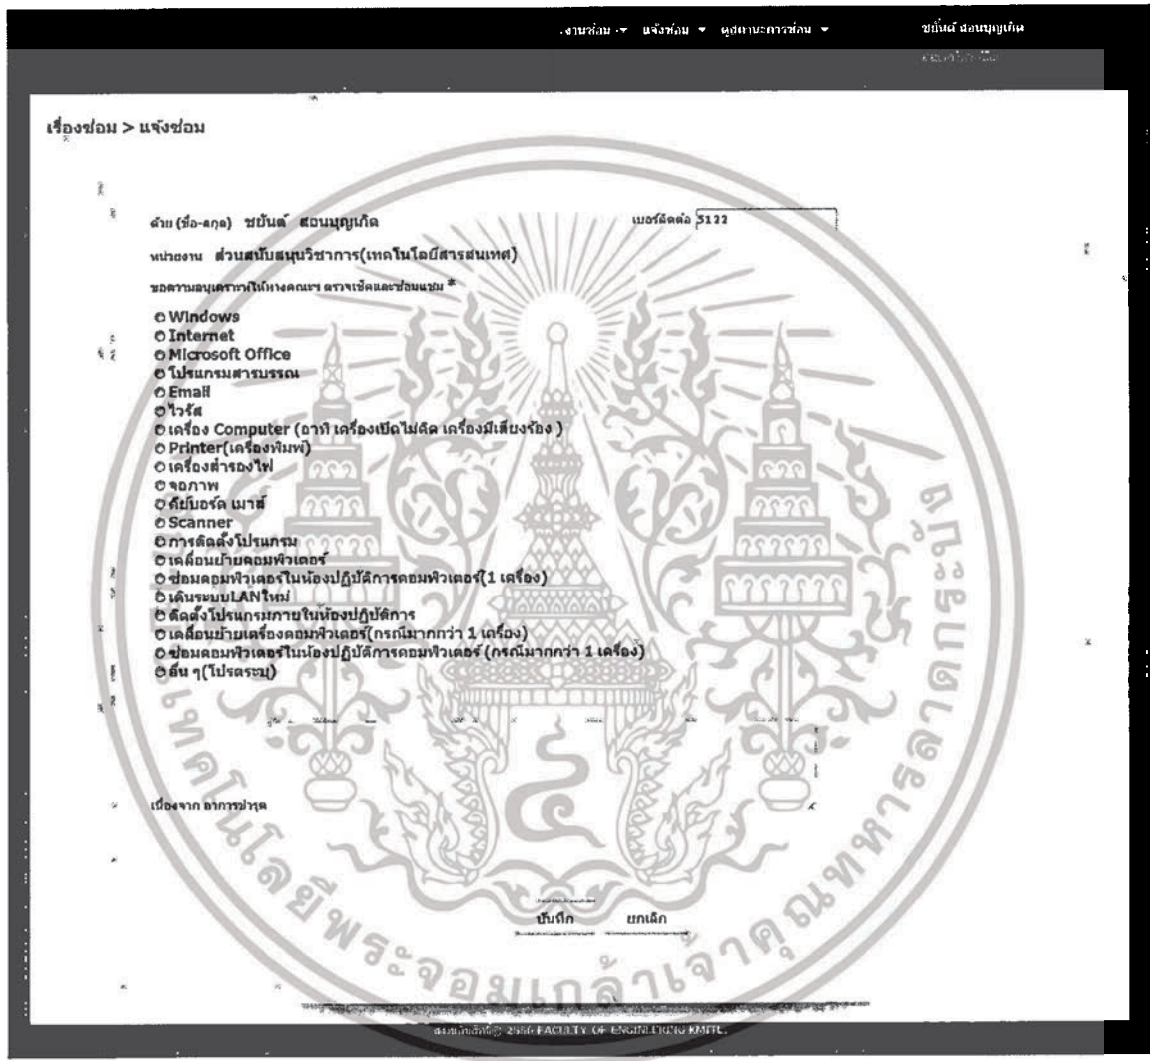 งานซ่อม แจ้งซ่อม ดูสถานะการซ่อม ชยันต์ สอนบุญเกิด
เรื่องซ่อม > แจ้งซ่อม
ด้วย (ชื่อ-สกุล) ชยันต์ สอนบุญเกิด เบอร์ติดต่อ 5122
หน่วยงาน ส่วนสนับสนุนวิชาการ(เทคโนโลยีสารสนเทศ)
ขอความอนุเคราะห์ให้ทางคณะฯ ตรวจเช็คและซ่อมแซม *
Windows
Internet
Microsoft Office
โปรแกรมสารบรรณ
Email
ไวรัส
เครื่อง Computer (อาทิ เครื่องเปิดไม่ติด เครื่องมีเสียงร้อง )
Printer(เครื่องพิมพ์)
เครื่องสำรองไฟ
จอภาพ
คีย์บอร์ด เมาส์
Scanner
การติดตั้งโปรแกรม
เคลื่อนย้ายคอมพิวเตอร์
ซ่อมคอมพิวเตอร์ในห้องปฏิบัติการคอมพิวเตอร์(1 เครื่อง)
เดินระบบLANใหม่
ติดตั้งโปรแกรมภายในห้องปฏิบัติการ
เคลื่อนย้ายเครื่องคอมพิวเตอร์(กรณีมากกว่า 1 เครื่อง)
ซ่อมคอมพิวเตอร์ในห้องปฏิบัติการคอมพิวเตอร์ (กรณีมากกว่า 1 เครื่อง)
อื่น ๆ(โปรดระบุ)
เนื่องจาก อาการชำรุด
บันทึก ยกเลิก
เทคโนโลยีพระจอมเกล้าเจ้าคุณทหารลาดกระบัง
สงวนลิขสิทธิ์© 2556 FACULTY OF ENGINEERING KMITL.